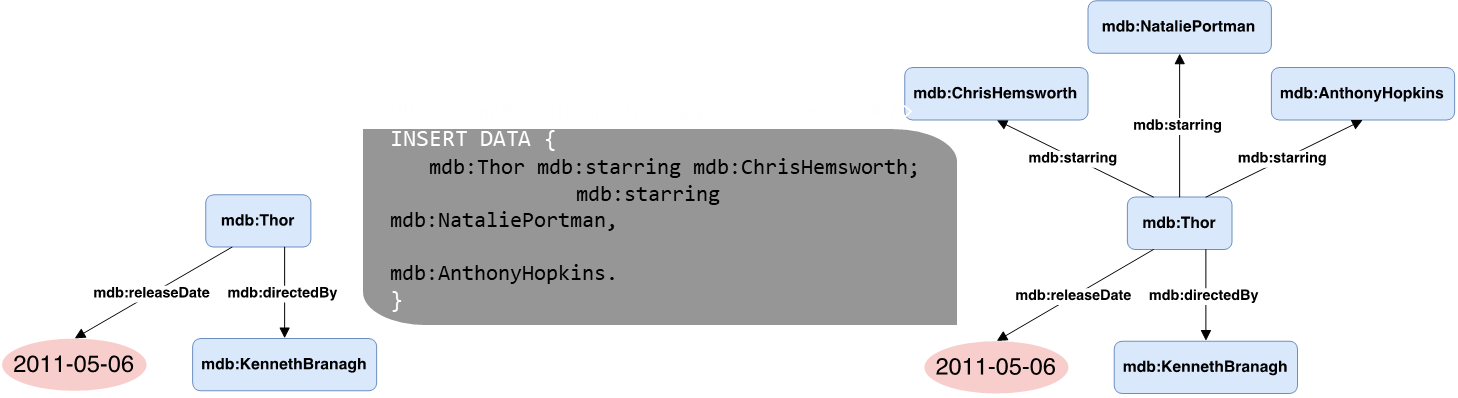 mdb:Thor
mdb:releaseDate
mdb:directedBy
2011-05-06
mdb:KennethBranagh
INSERT DATA {
mdb:Thor mdb:starring mdb:ChrisHemsworth;
mdb:starring
mdb:NataliePortman,
mdb:AnthonyHopkins.
}
mdb:NataliePortman
mdb:ChrisHemsworth
mdb:AnthonyHopkins
mdb:starring
mdb:starring
mdb:starring
mdb:Thor
mdb:releaseDate
mdb:directedBy
2011-05-06
mdb:KennethBranagh